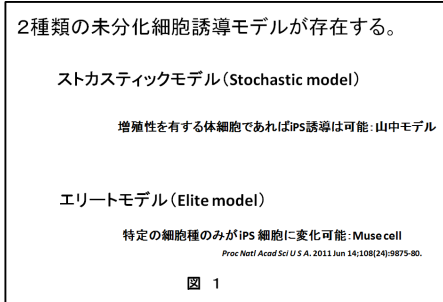 2種類の未分化細胞誘導モデルが存在する。
ストカスティックモデル(Stochastic model)
増殖性を有する体細胞であればiPS誘導は可能:山中モデル
エリートモデル(Elite model)
特定の細胞種のみがiPS 細胞に変化可能:Muse cell
Proc Natl Acad Sci U S A. 2011 Jun 14;108(24):9875-80.
図 1